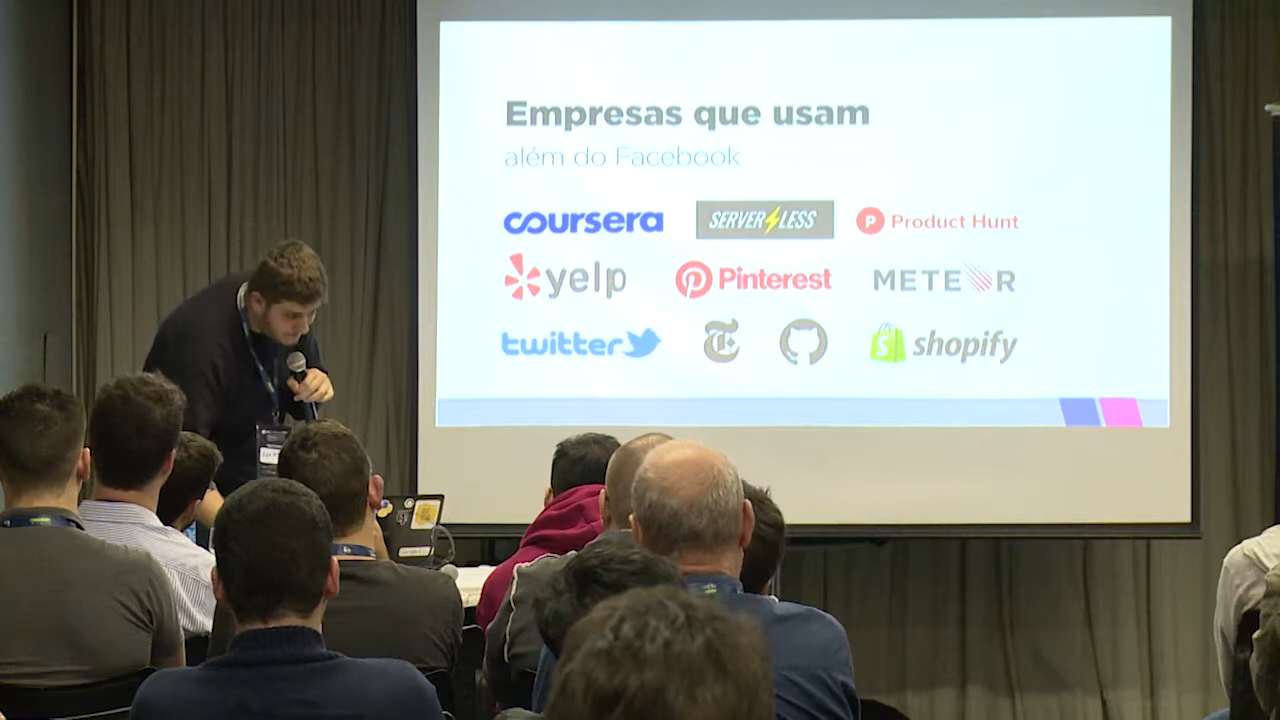 Empresas que usam
além do Facebook
coursera
SERVERLESS
P Product Hunt
yelp
Pinterest
METEOR
twitter
T
S shopify